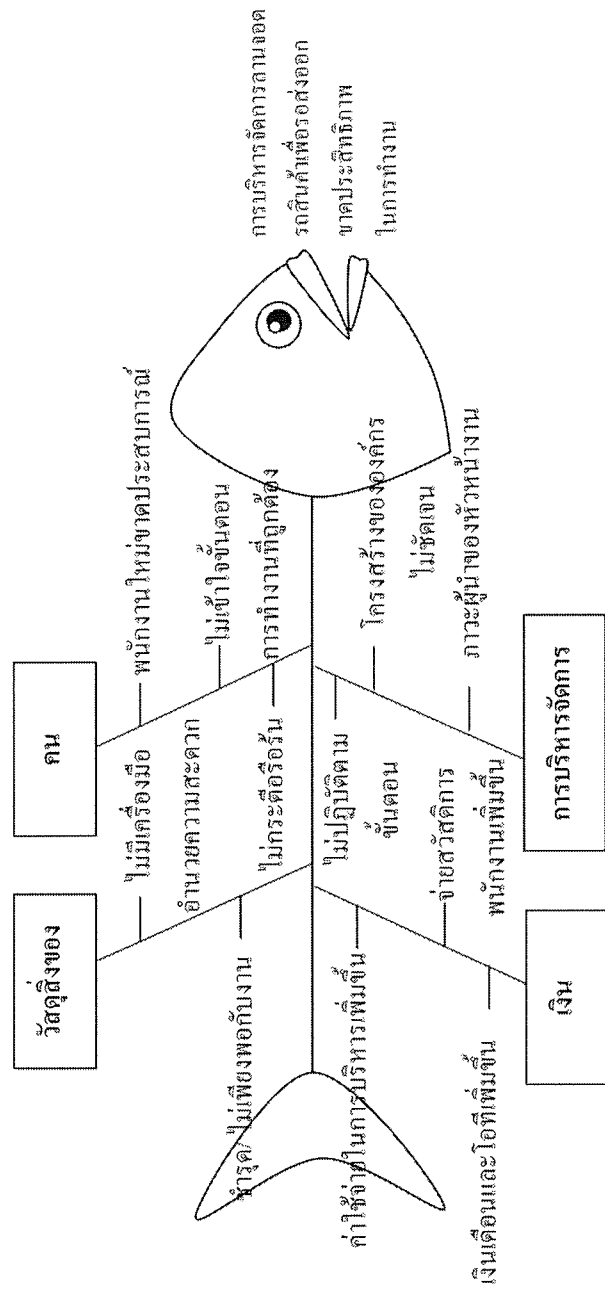 วัสดุสิ่งของ
คน
ไม่มีเครื่องมือ
อำนวยความสะดวก
ชำรุด/ ไม่เพียงพอกับงาน
พนักงานใหม่ขาดประสบการณ์
ไม่เข้าใจขั้นตอน
การทำงานที่ถูกต้อง
ไม่กระตือรือร้น
การบริหารจัดการลานจอด
รถสินค้าเพื่อรอส่งออก
ขาดประสิทธิภาพ
ในการทำงาน
ค่าใช้จ่ายในการบริหารเพิ่มขึ้น
จ่ายสวัสดิการ
พนักงานเพิ่มขึ้น
เงินเดือนและโอทีเพิ่มขึ้น
ไม่ปฏิบัติตาม
ขั้นตอน
โครงสร้างขององค์กร
ไม่ชัดเจน
ภาวะผู้นำของหัวหน้างาน
เงิน
การบริหารจัดการ